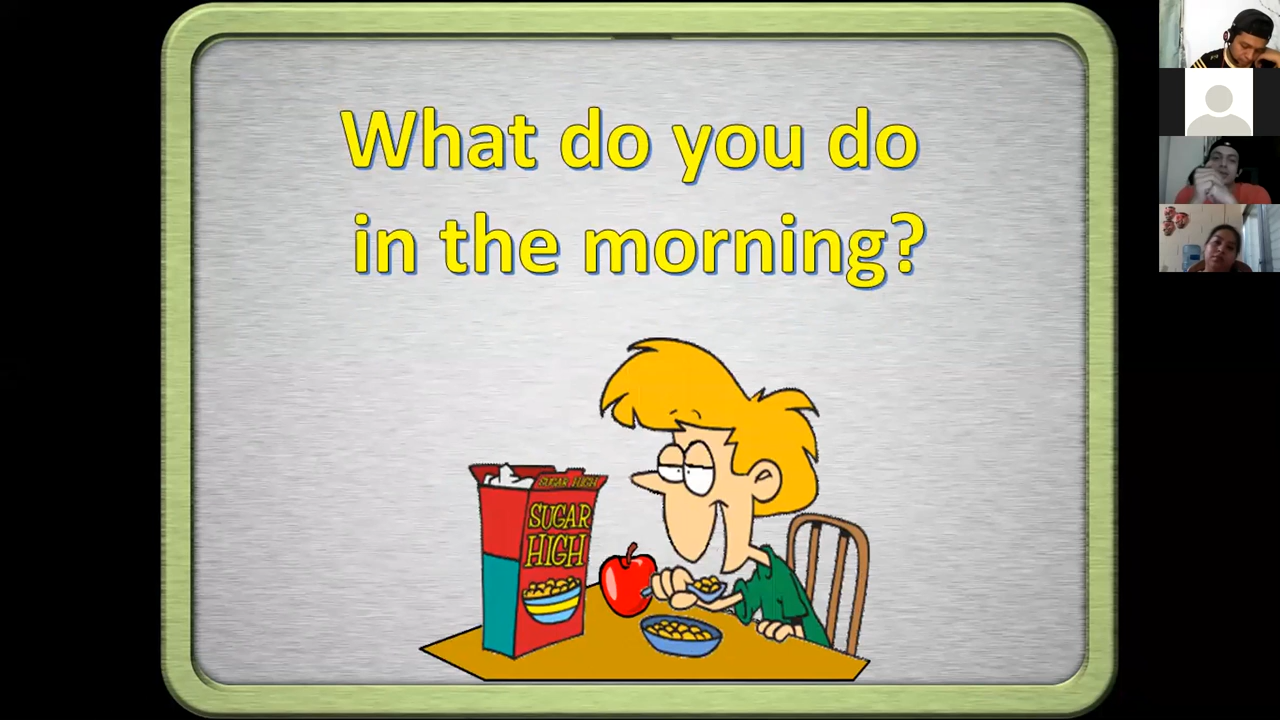 What do you do
in the morning?
SUGAR HIGH
SUGAR
HIGH